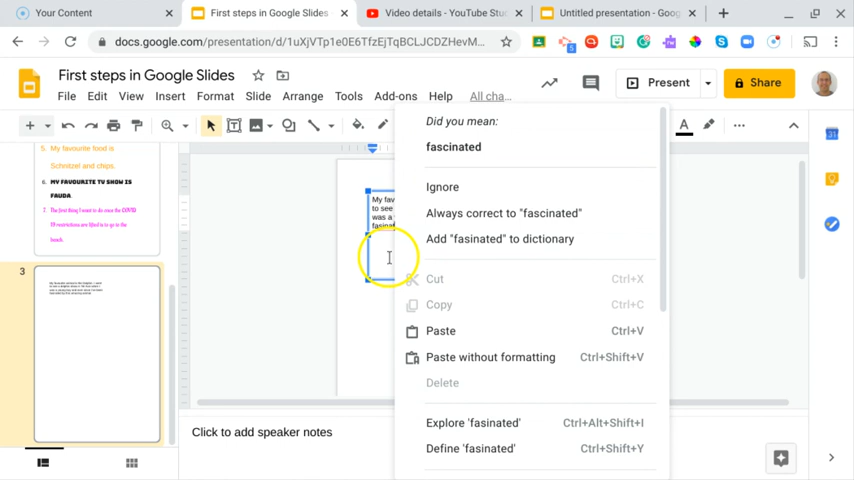 Your Content
First steps in Google Slides -
Video details - YouTube Stu
Untitled presentation - Goog
docs.google.com/presentation/d/1uXjVTp1e0E6TfzEjTqBCLJCDZHevM...
5
First steps in Google Slides
File Edit View Insert Format Slide Arrange Tools Add-ons Help All cha...
Present
Share
A
5. My favourite food is
Schnitzel and chips.
6. MY FAVOURITE TV SHOW IS
FAUDA
7. The first thing I want to do once the COVID
19 restrictions are lifted is to go to the
beach.
3
My fav
to see
was a
fasinat
Did you mean:
fascinated
Ignore
Always correct to "fascinated"
Add "fasinated" to dictionary
Cut Ctrl+X
Copy Ctrl+C
Paste Ctrl+V
Paste without formatting Ctrl+Shift+V
Delete
Explore 'fasinated' Ctrl+Alt+Shift+I
Define 'fasinated' Ctrl+Shift+Y
Click to add speaker notes